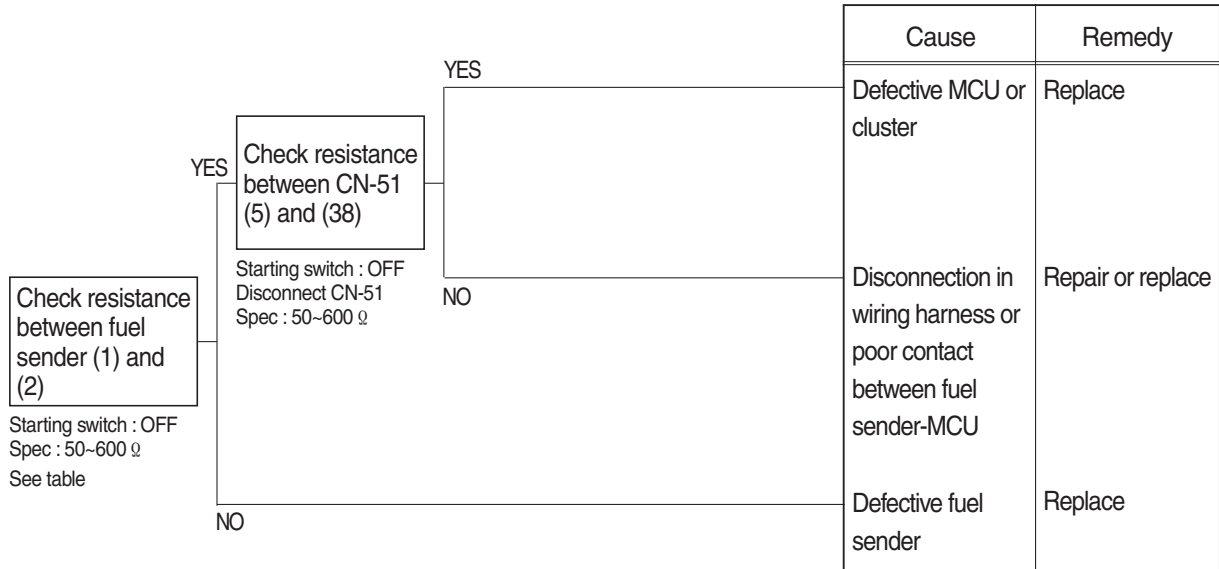 Cause
Remedy
YES
Defective MCU or
cluster
Replace
YES
Check resistance
between CN-51
(5) and (38)
Starting switch : OFF
Disconnect CN-51
Spec : 50~600 Ω
NO
Disconnection in
wiring harness or
poor contact
between fuel
sender-MCU
Repair or replace
Check resistance
between fuel
sender (1) and
(2)
Starting switch : OFF
Spec : 50~600 Ω
See table
NO
Defective fuel
sender
Replace